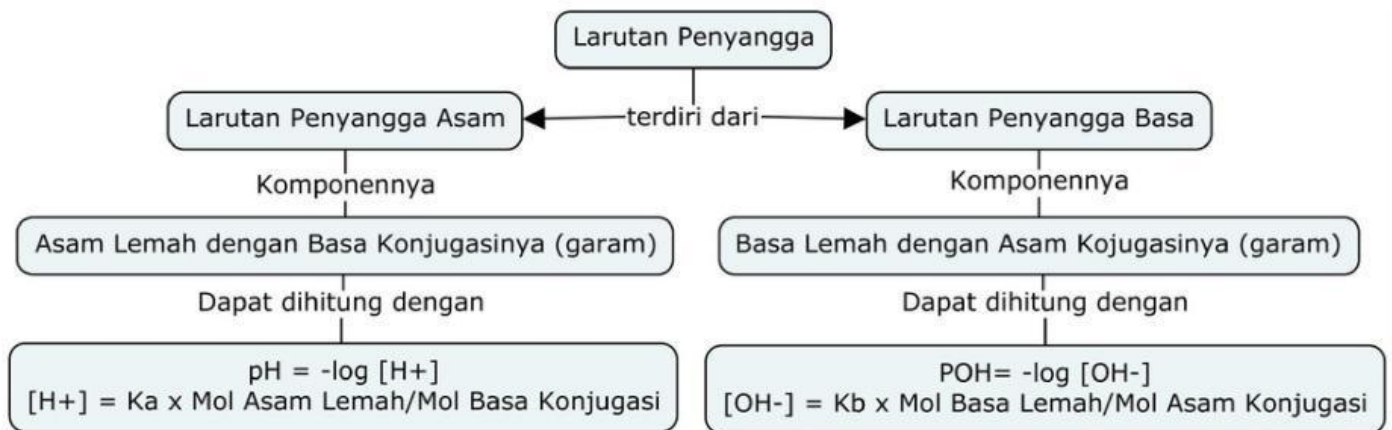 Larutan Penyangga
Larutan Penyangga Asam
terdiri dari
Larutan Penyangga Basa
Komponennya
Komponennya
Asam Lemah dengan Basa Konjugasinya (garam)
Basa Lemah dengan Asam Kojugasinya (garam)
Dapat dihitung dengan
Dapat dihitung dengan
pH = -log [H+]
[H+] = Ka x Mol Asam Lemah/Mol Basa Konjugasi
POH= -log [OH-]
[OH-] = Kb x Mol Basa Lemah/Mol Asam Konjugasi